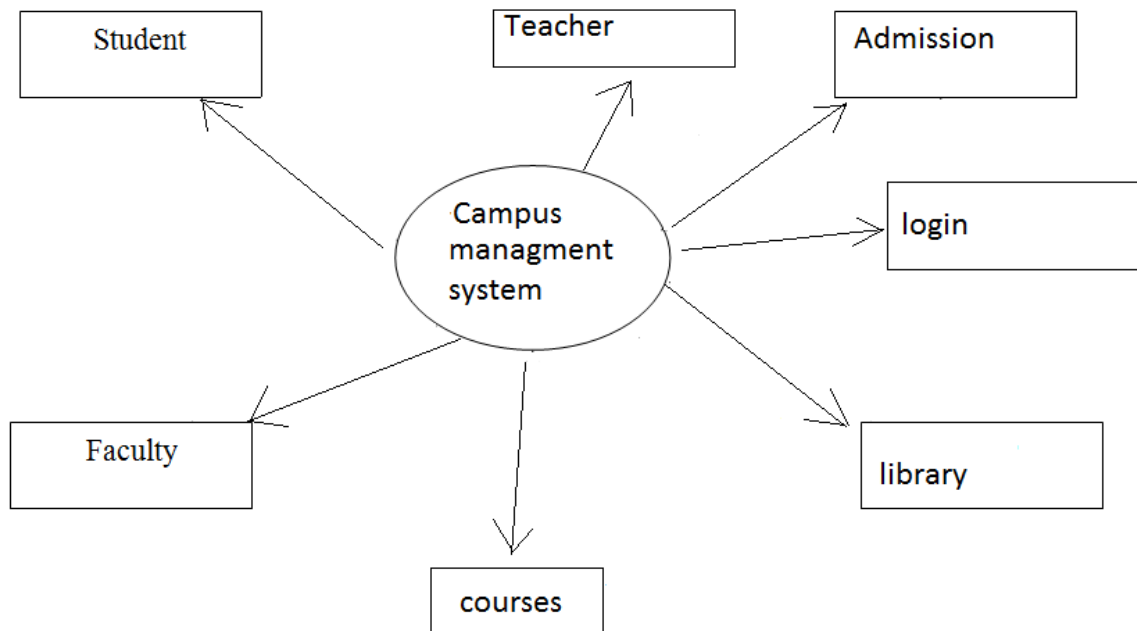 Student
Teacher
Admission
Campus
managment
system
login
Faculty
library
courses